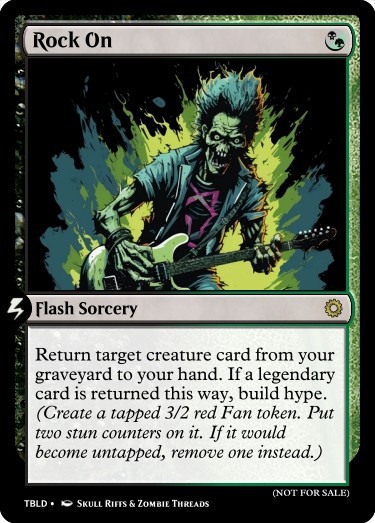 Rock On
Flash Sorcery
Return target creature card from your
graveyard to your hand. If a legendary
card is returned this way, build hype.
(Create a tapped 3/2 red Fan token. Put
two stun counters on it. If it would
become untapped, remove one instead.)
(NOT FOR SALE)
TBLD • Skull Riffs & Zombie Threads